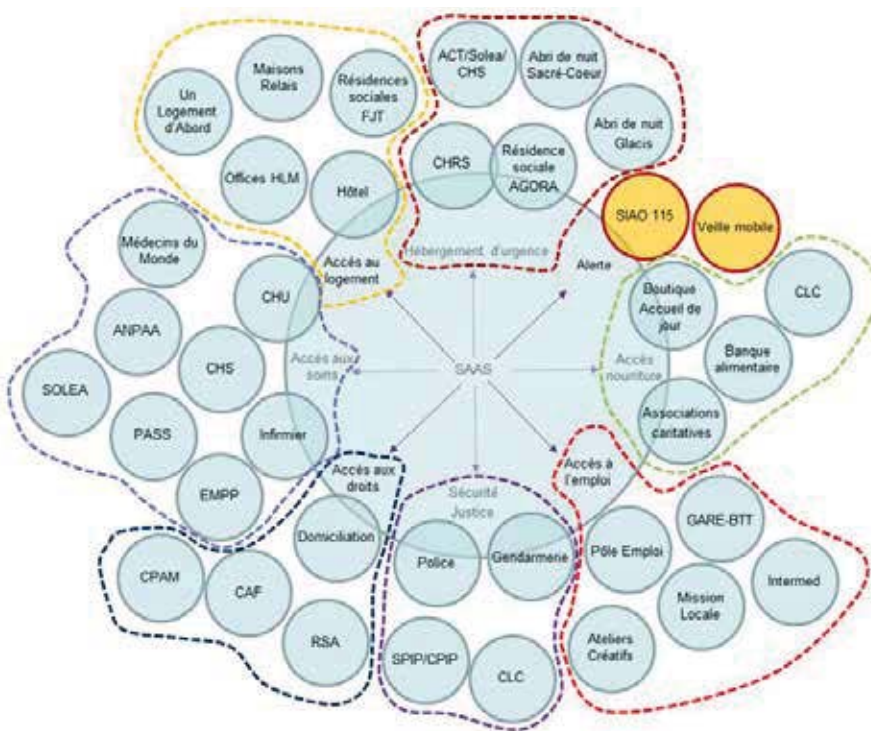 ACT/Solea/
CHS
Abri de nuit
Sacré-Coeur
Maisons
Relais
Résidences
sociales
FJT
Un
Logement
d'Abord
Abri de nuit
Glacis
CHRS
Résidence
sociale
AGORA
Offices HLM
Hôtel
SIAO 115
Veille mobile
Médecins du
Monde
Accès au
logement
Hébergement d'urgence
Alerte
CHU
Boutique
Accueil de
jour
CLC
ANPAA
CHS
Accès aux
soins
SAAS
Accès
nourriture
Banque
alimentaire
SOLEA
PASS
Infirmier
Associations
caritatives
EMPP
Accès aux
droits
Sécurité
Justice
Accès à
l'emploi
GARE-BTT
Domiciliation
Police
Gendarmerie
Pôle Emploi
CPAM
CAF
Intermed
Mission
Locale
RSA
SPIP/CPIP
CLC
Ateliers
Créatifs